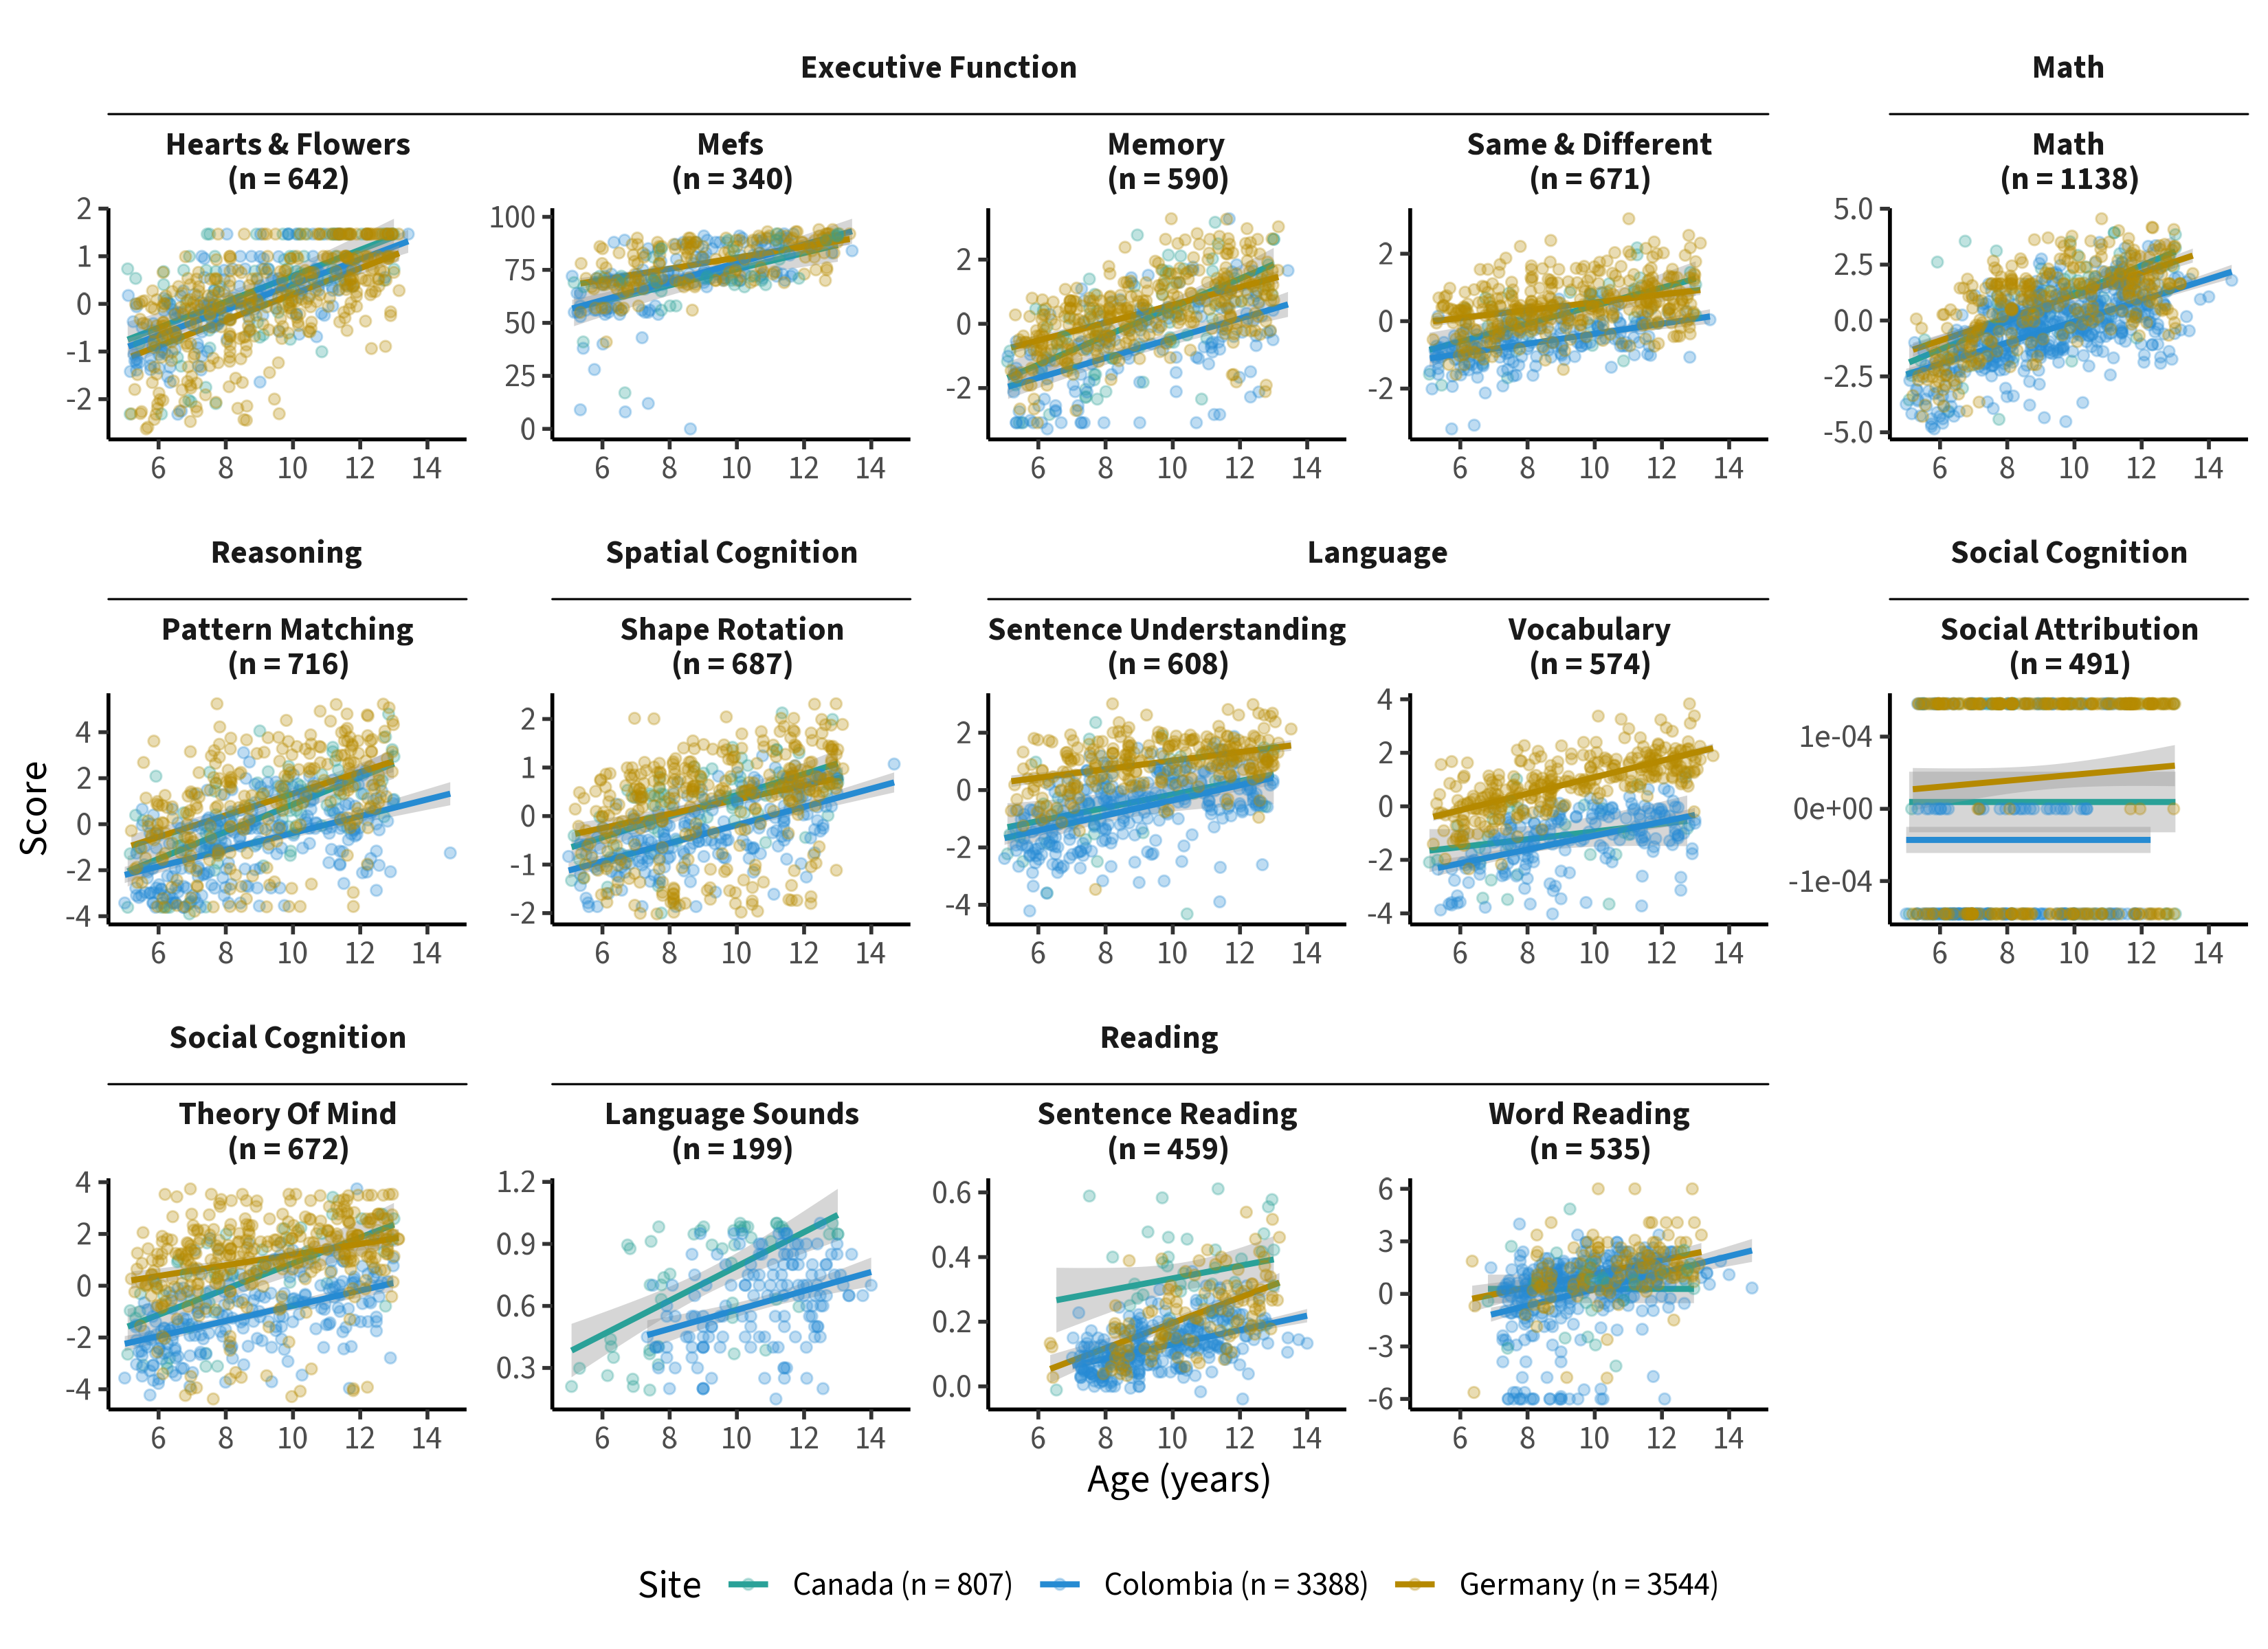 Executive Function
Math
Hearts & Flowers
(n = 642)
Mefs
(n = 340)
Memory
(n = 590)
Same & Different
(n = 671)
Math
(n = 1138)
2
1
0
-1
-2
6 8 10 12 14
100
75
50
25
0
6 8 10 12 14
2
0
-2
6 8 10 12 14
2
0
-2
6 8 10 12 14
5.0
2.5
0.0
-2.5
-5.0
6 8 10 12 14
Reasoning
Spatial Cognition
Language
Social Cognition
Pattern Matching
(n = 716)
Shape Rotation
(n = 687)
Sentence Understanding
(n = 608)
Vocabulary
(n = 574)
Social Attribution
(n = 491)
Score
4
2
0
-2
-4
6 8 10 12 14
2
1
0
-1
-2
6 8 10 12 14
2
0
-2
-4
6 8 10 12 14
4
2
0
-2
-4
6 8 10 12 14
1e-04
0e+00
-1e-04
6 8 10 12 14
Social Cognition
Reading
Theory Of Mind
(n = 672)
Language Sounds
(n = 199)
Sentence Reading
(n = 459)
Word Reading
(n = 535)
4
2
0
-2
-4
6 8 10 12 14
1.2
0.9
0.6
0.3
6 8 10 12 14
0.6
0.4
0.2
0.0
6 8 10 12 14
6
3
0
-3
-6
6 8 10 12 14
Age (years)
Site Canada (n = 807) Colombia (n = 3388) Germany (n = 3544)